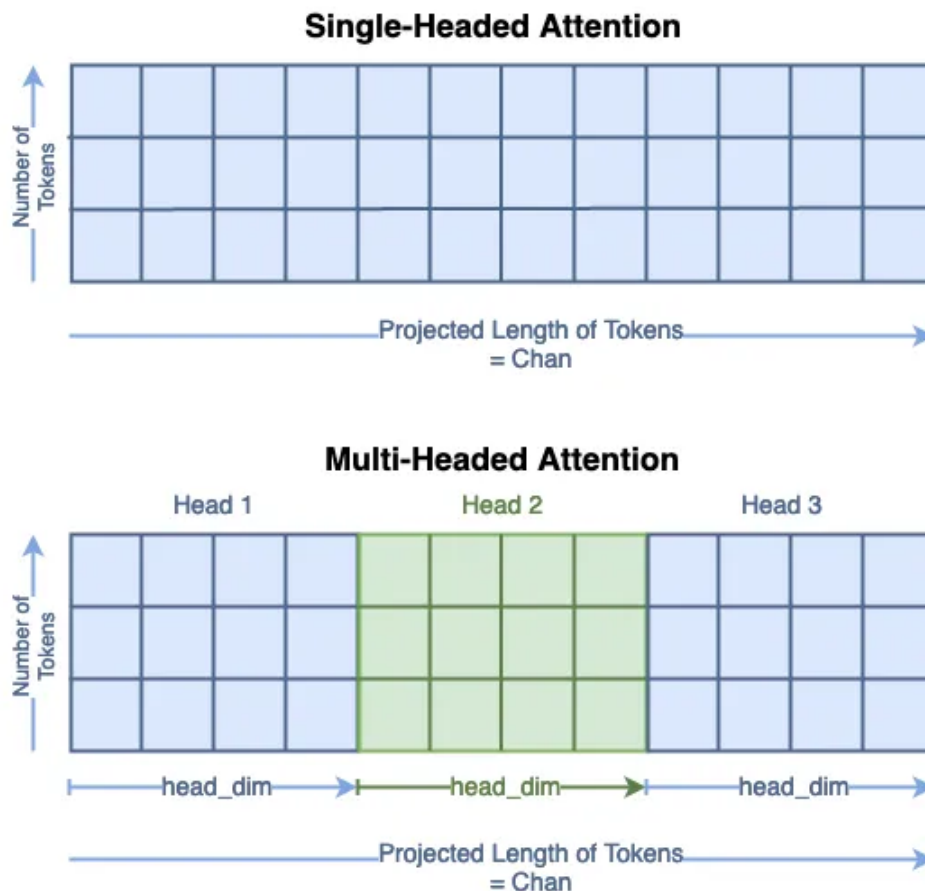 Single-Headed Attention
Number of
Tokens
Projected Length of Tokens
= Chan
Multi-Headed Attention
Head 1
Head 2
Head 3
Number of
Tokens
head_dim
head_dim
head_dim
Projected Length of Tokens
= Chan